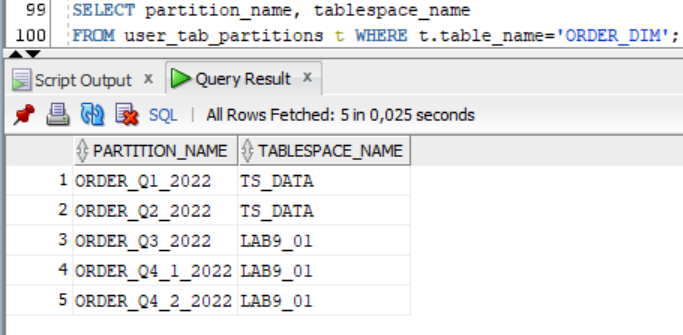 99 SELECT partition_name, tablespace_name
100 FROM user_tab_partitions t WHERE t.table_name='ORDER_DIM';
Script Output x Query Result x
SQL | All Rows Fetched: 5 in 0,025 seconds
PARTITION_NAME TABLESPACE_NAME
1 ORDER_Q1_2022 TS_DATA
2 ORDER_Q2_2022 TS_DATA
3 ORDER_Q3_2022 LAB9_01
4 ORDER_Q4_1_2022 LAB9_01
5 ORDER_Q4_2_2022 LAB9_01